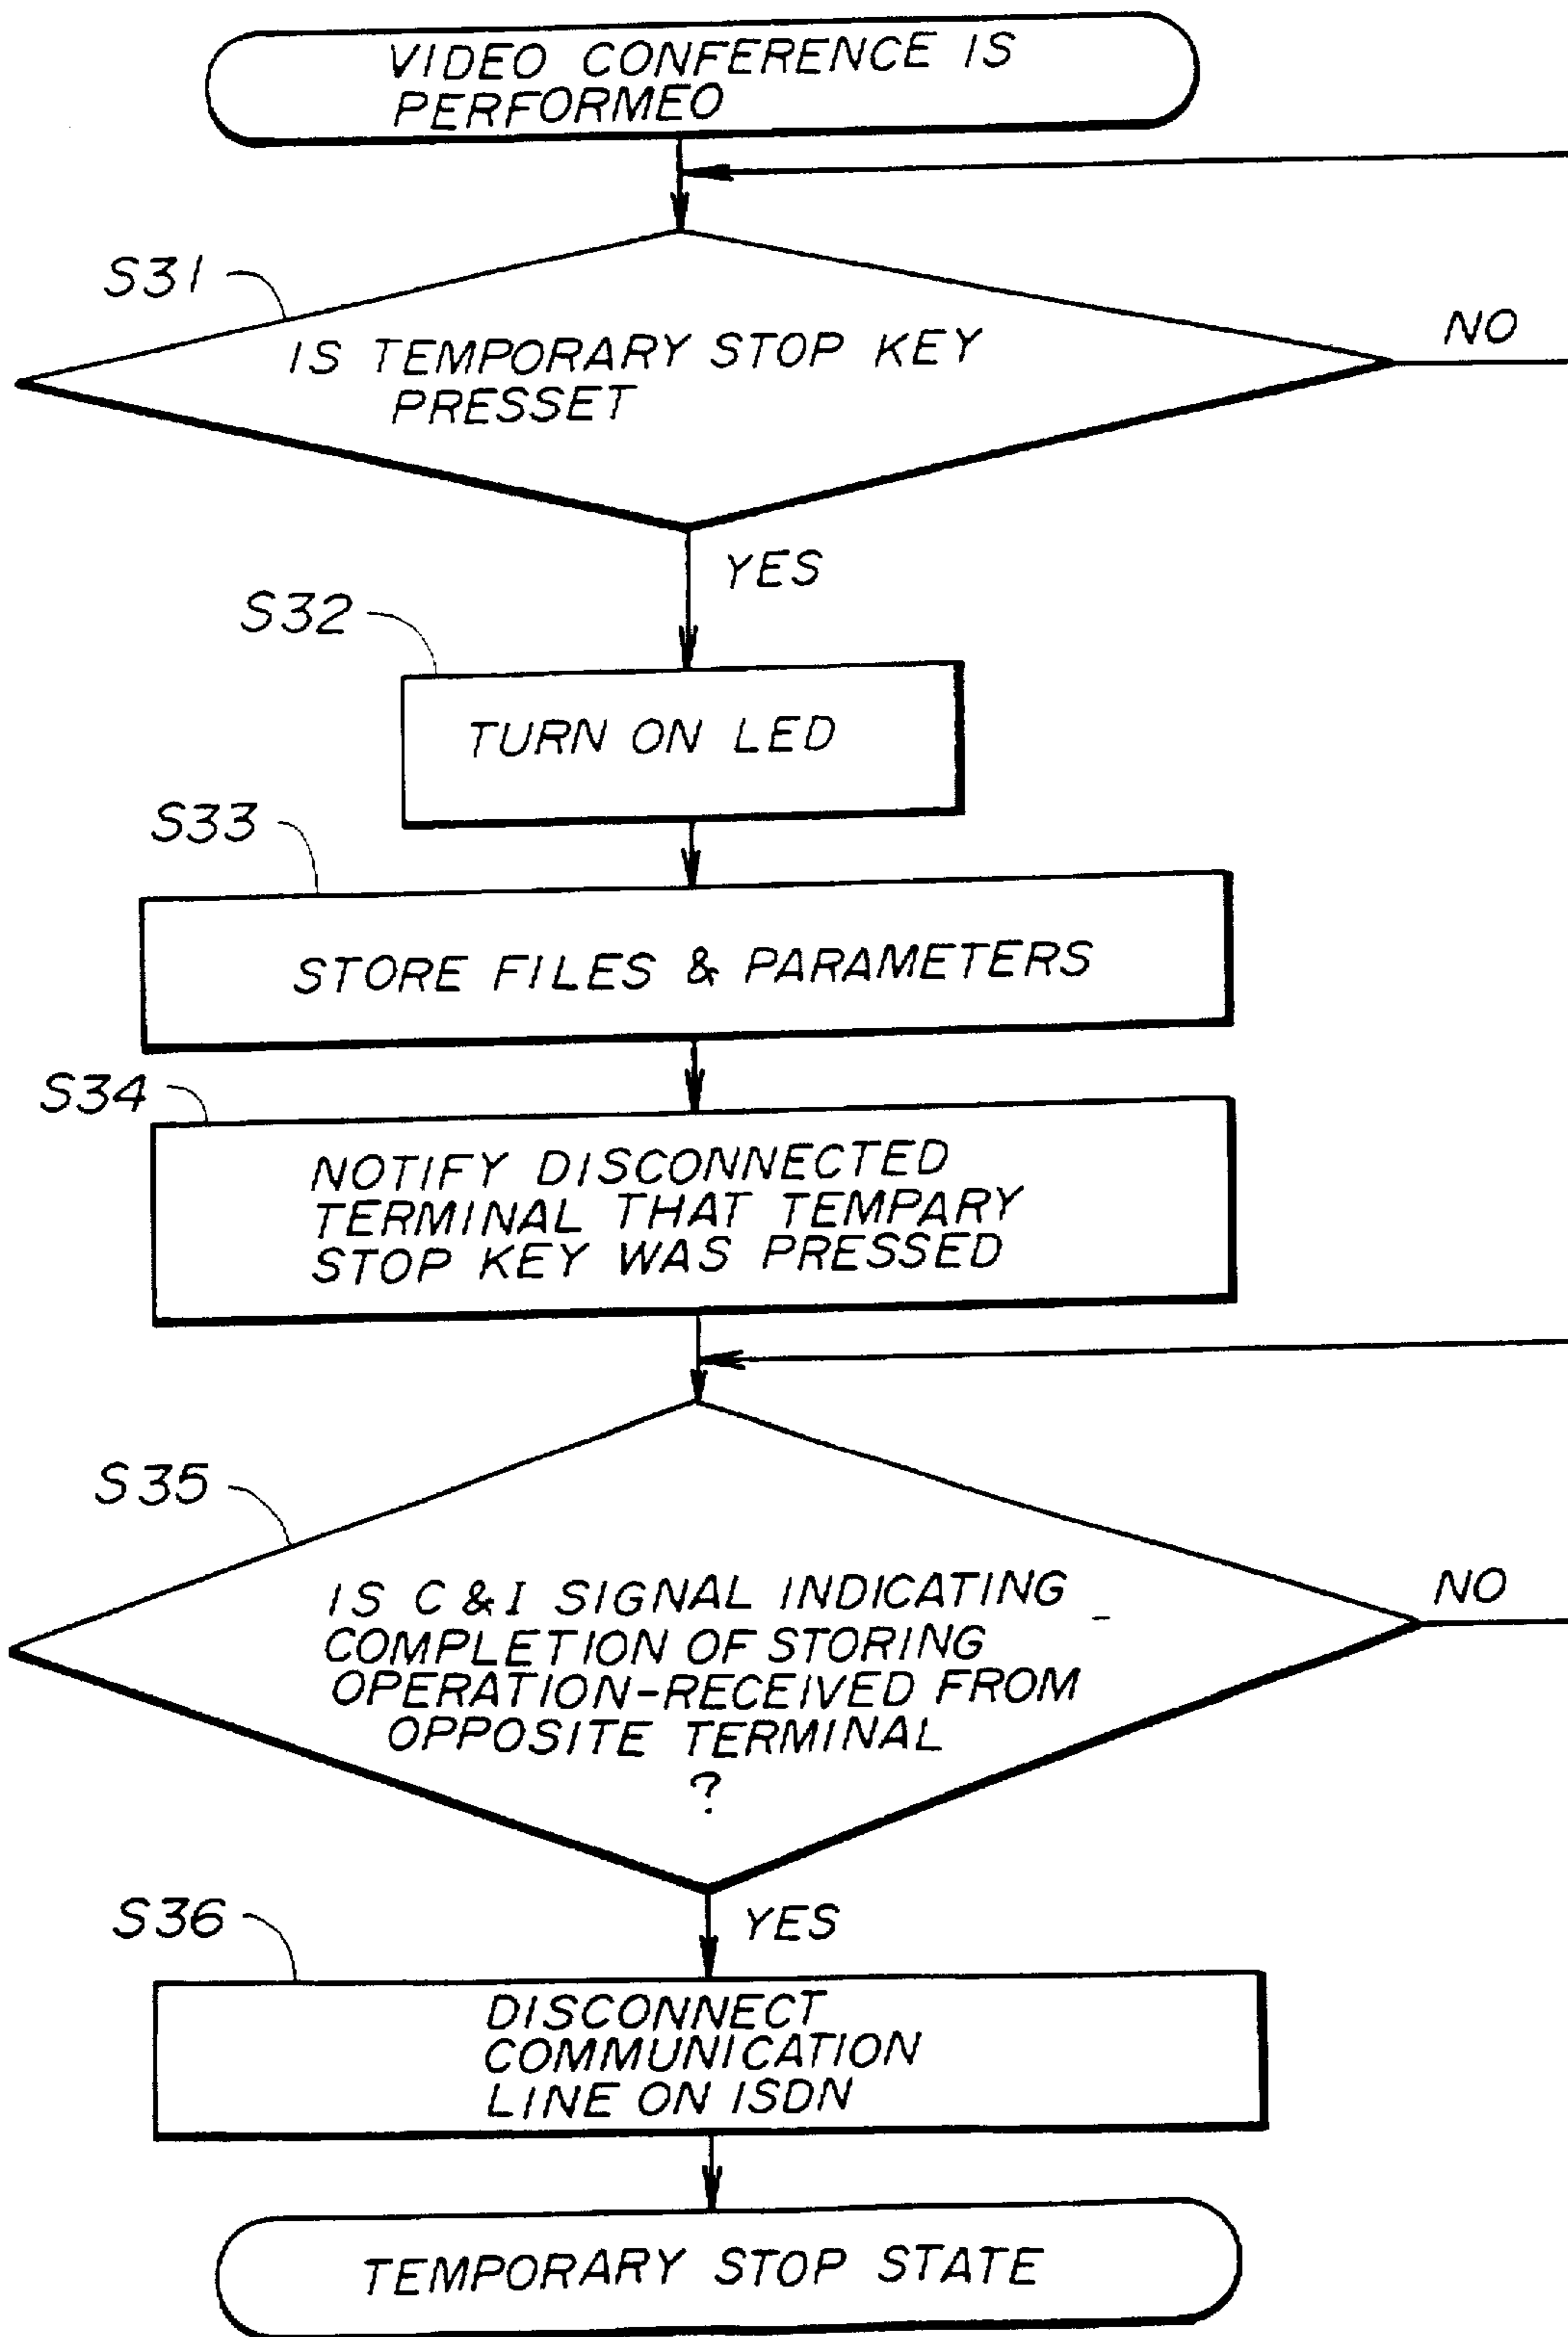 VIDEO CONFERENCE IS
PERFORMEO
S31
IS TEMPORARY STOP KEY
PRESSET
NO
YES
S32
TURN ON LED
S33
STORE FILES & PARAMETERS
S34
NOTIFY DISCONNECTED
TERMINAL THAT TEMPARY
STOP KEY WAS PRESSED
S35
IS C & I SIGNAL INDICATING
COMPLETION OF STORING
OPERATION-RECEIVED FROM
OPPOSITE TERMINAL
?
NO
YES
S36
DISCONNECT
COMMUNICATION
LINE ON ISDN
TEMPORARY STOP STATE